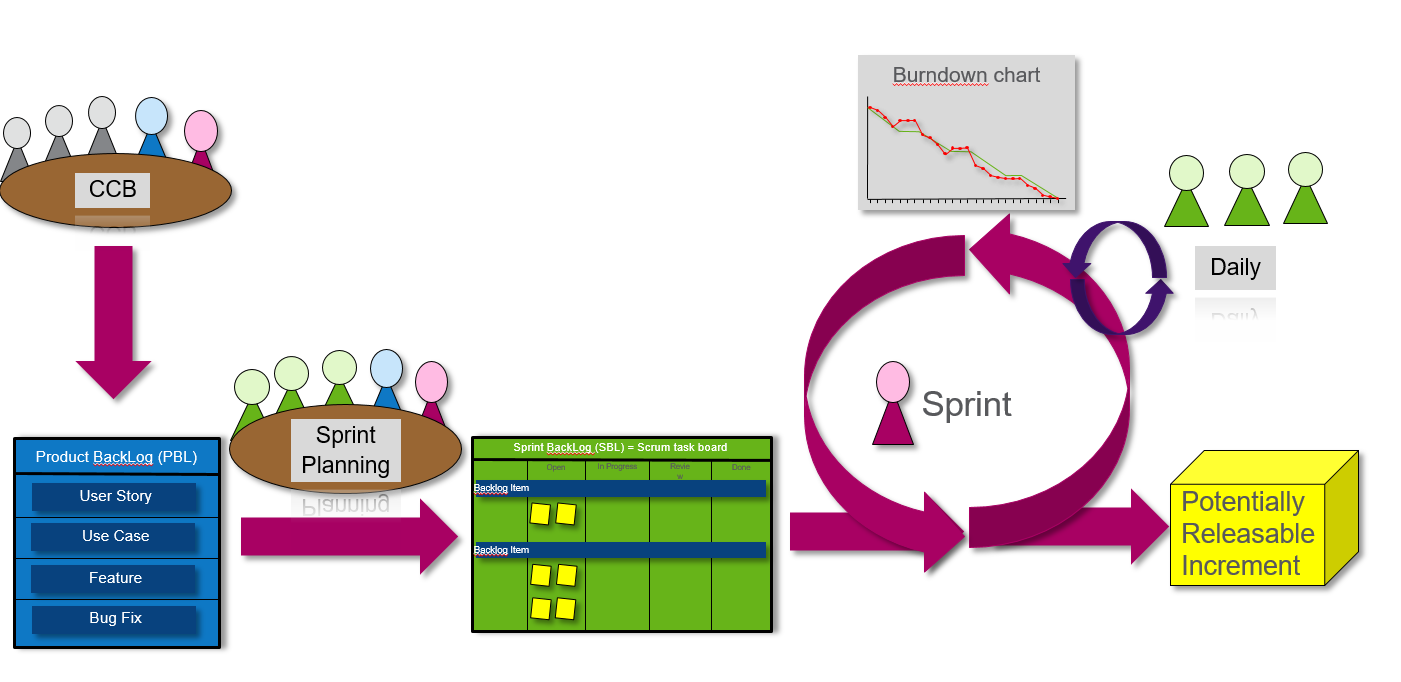 Burndown chart
CCB
Daily
Sprint
Sprint
Planning
Product BackLog (PBL)
User Story
Use Case
Feature
Bug Fix
Sprint BackLog (SBL) = Scrum task board
Open
In Progress
Revie
w
Done
Backlog Item
Backlog Item
Potentially
Releasable
Increment